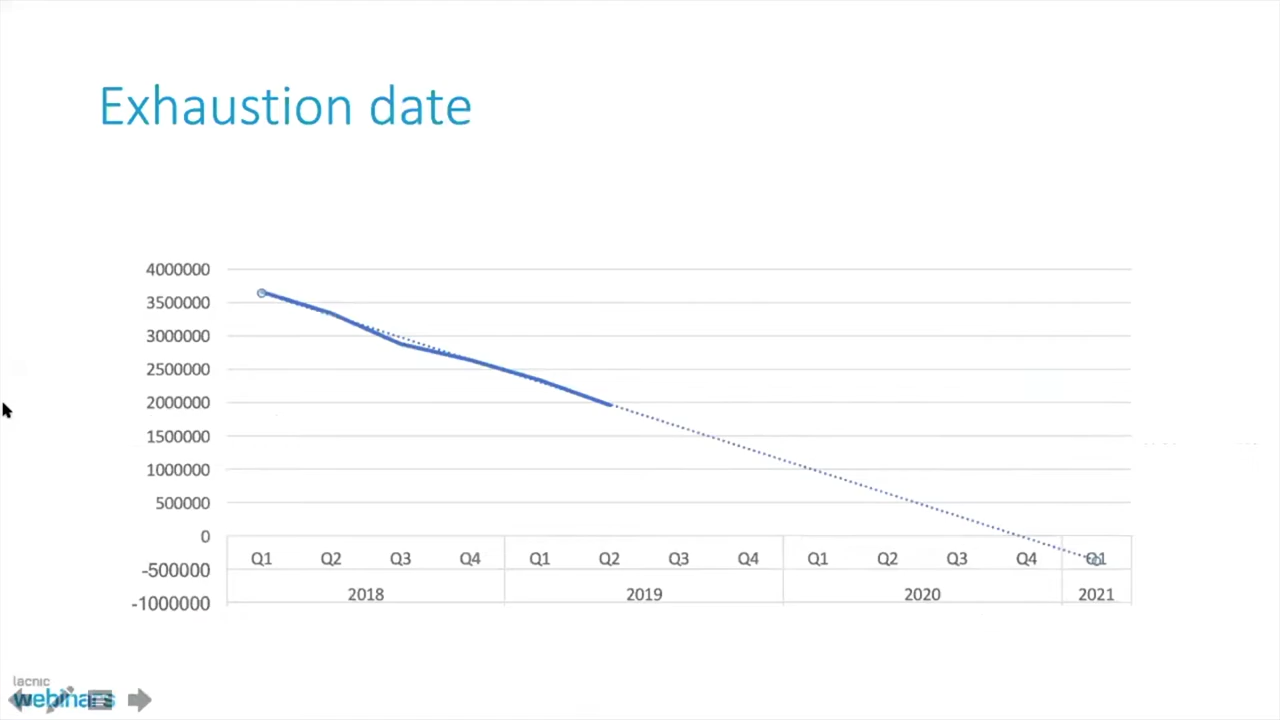 Exhaustion date
4000000
3500000
3000000
2500000
2000000
1500000
1000000
500000
0
-500000
-1000000
Q1 Q2 Q3 Q4 Q1 Q2 Q3 Q4 Q1 Q2 Q3 Q4 Q1
2018 2019 2020 2021
lacnic
webinars